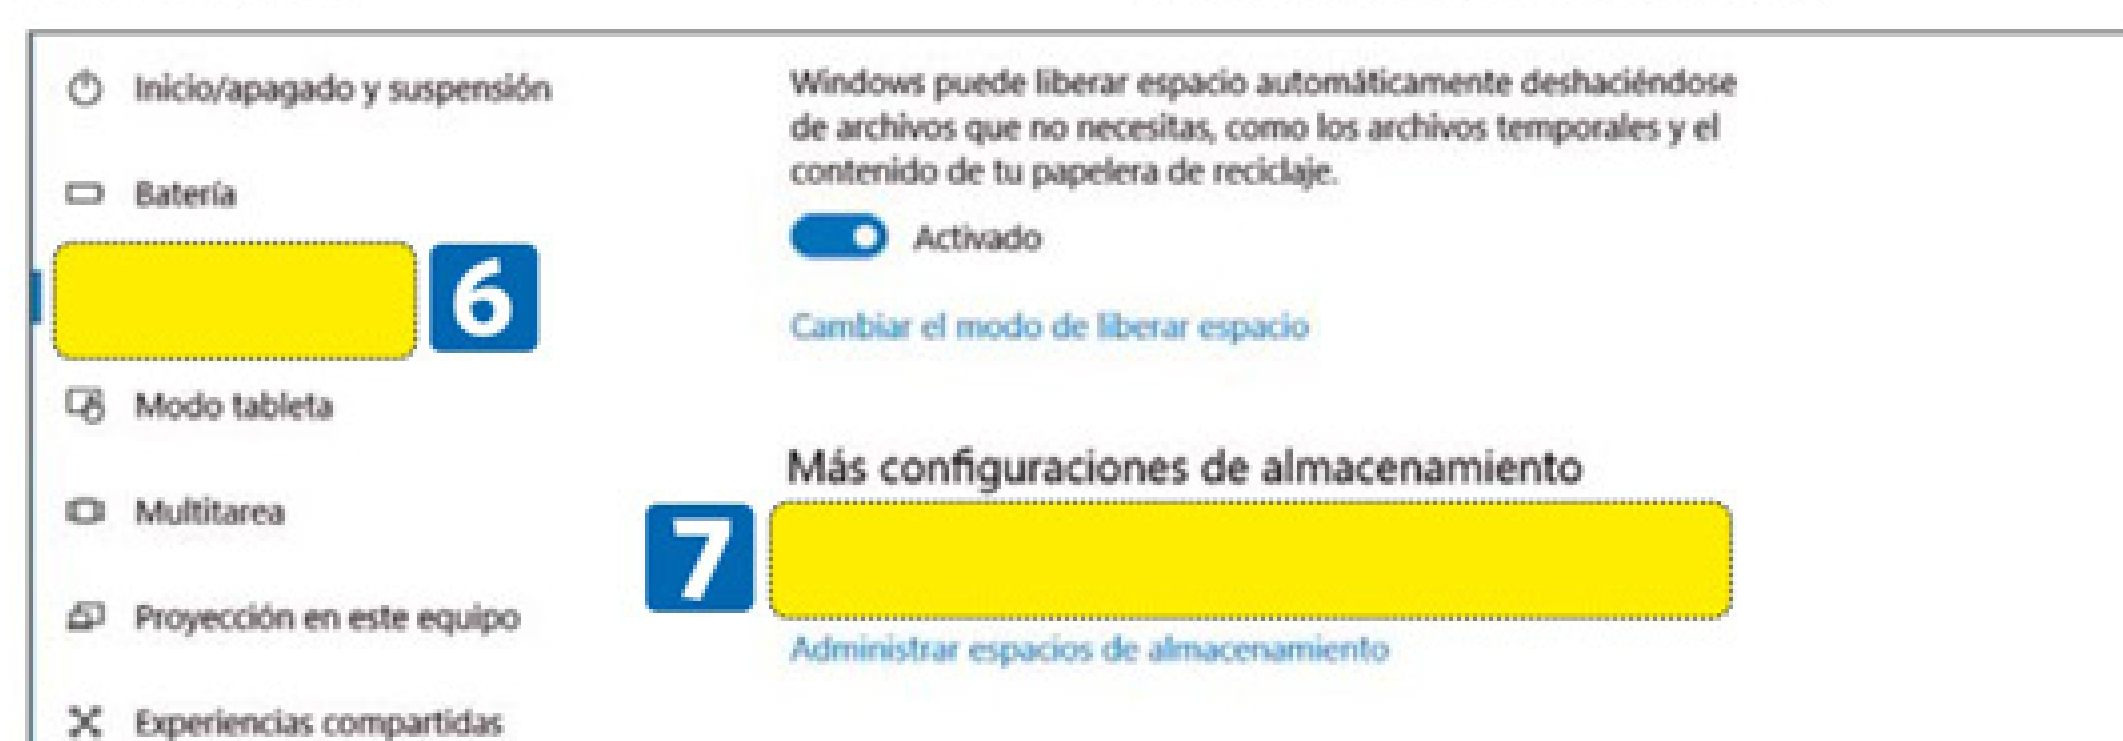 Inicio/apagado y suspensión
Batería
6
Modo tableta
Multitarea
Proyección en este equipo
Experiencias compartidas
Windows puede liberar espacio automáticamente deshaciéndose
de archivos que no necesitas, como los archivos temporales y el
contenido de tu papelera de reciclaje.
Activado
Cambiar el modo de liberar espacio
Más configuraciones de almacenamiento
7
Administrar espacios de almacenamiento